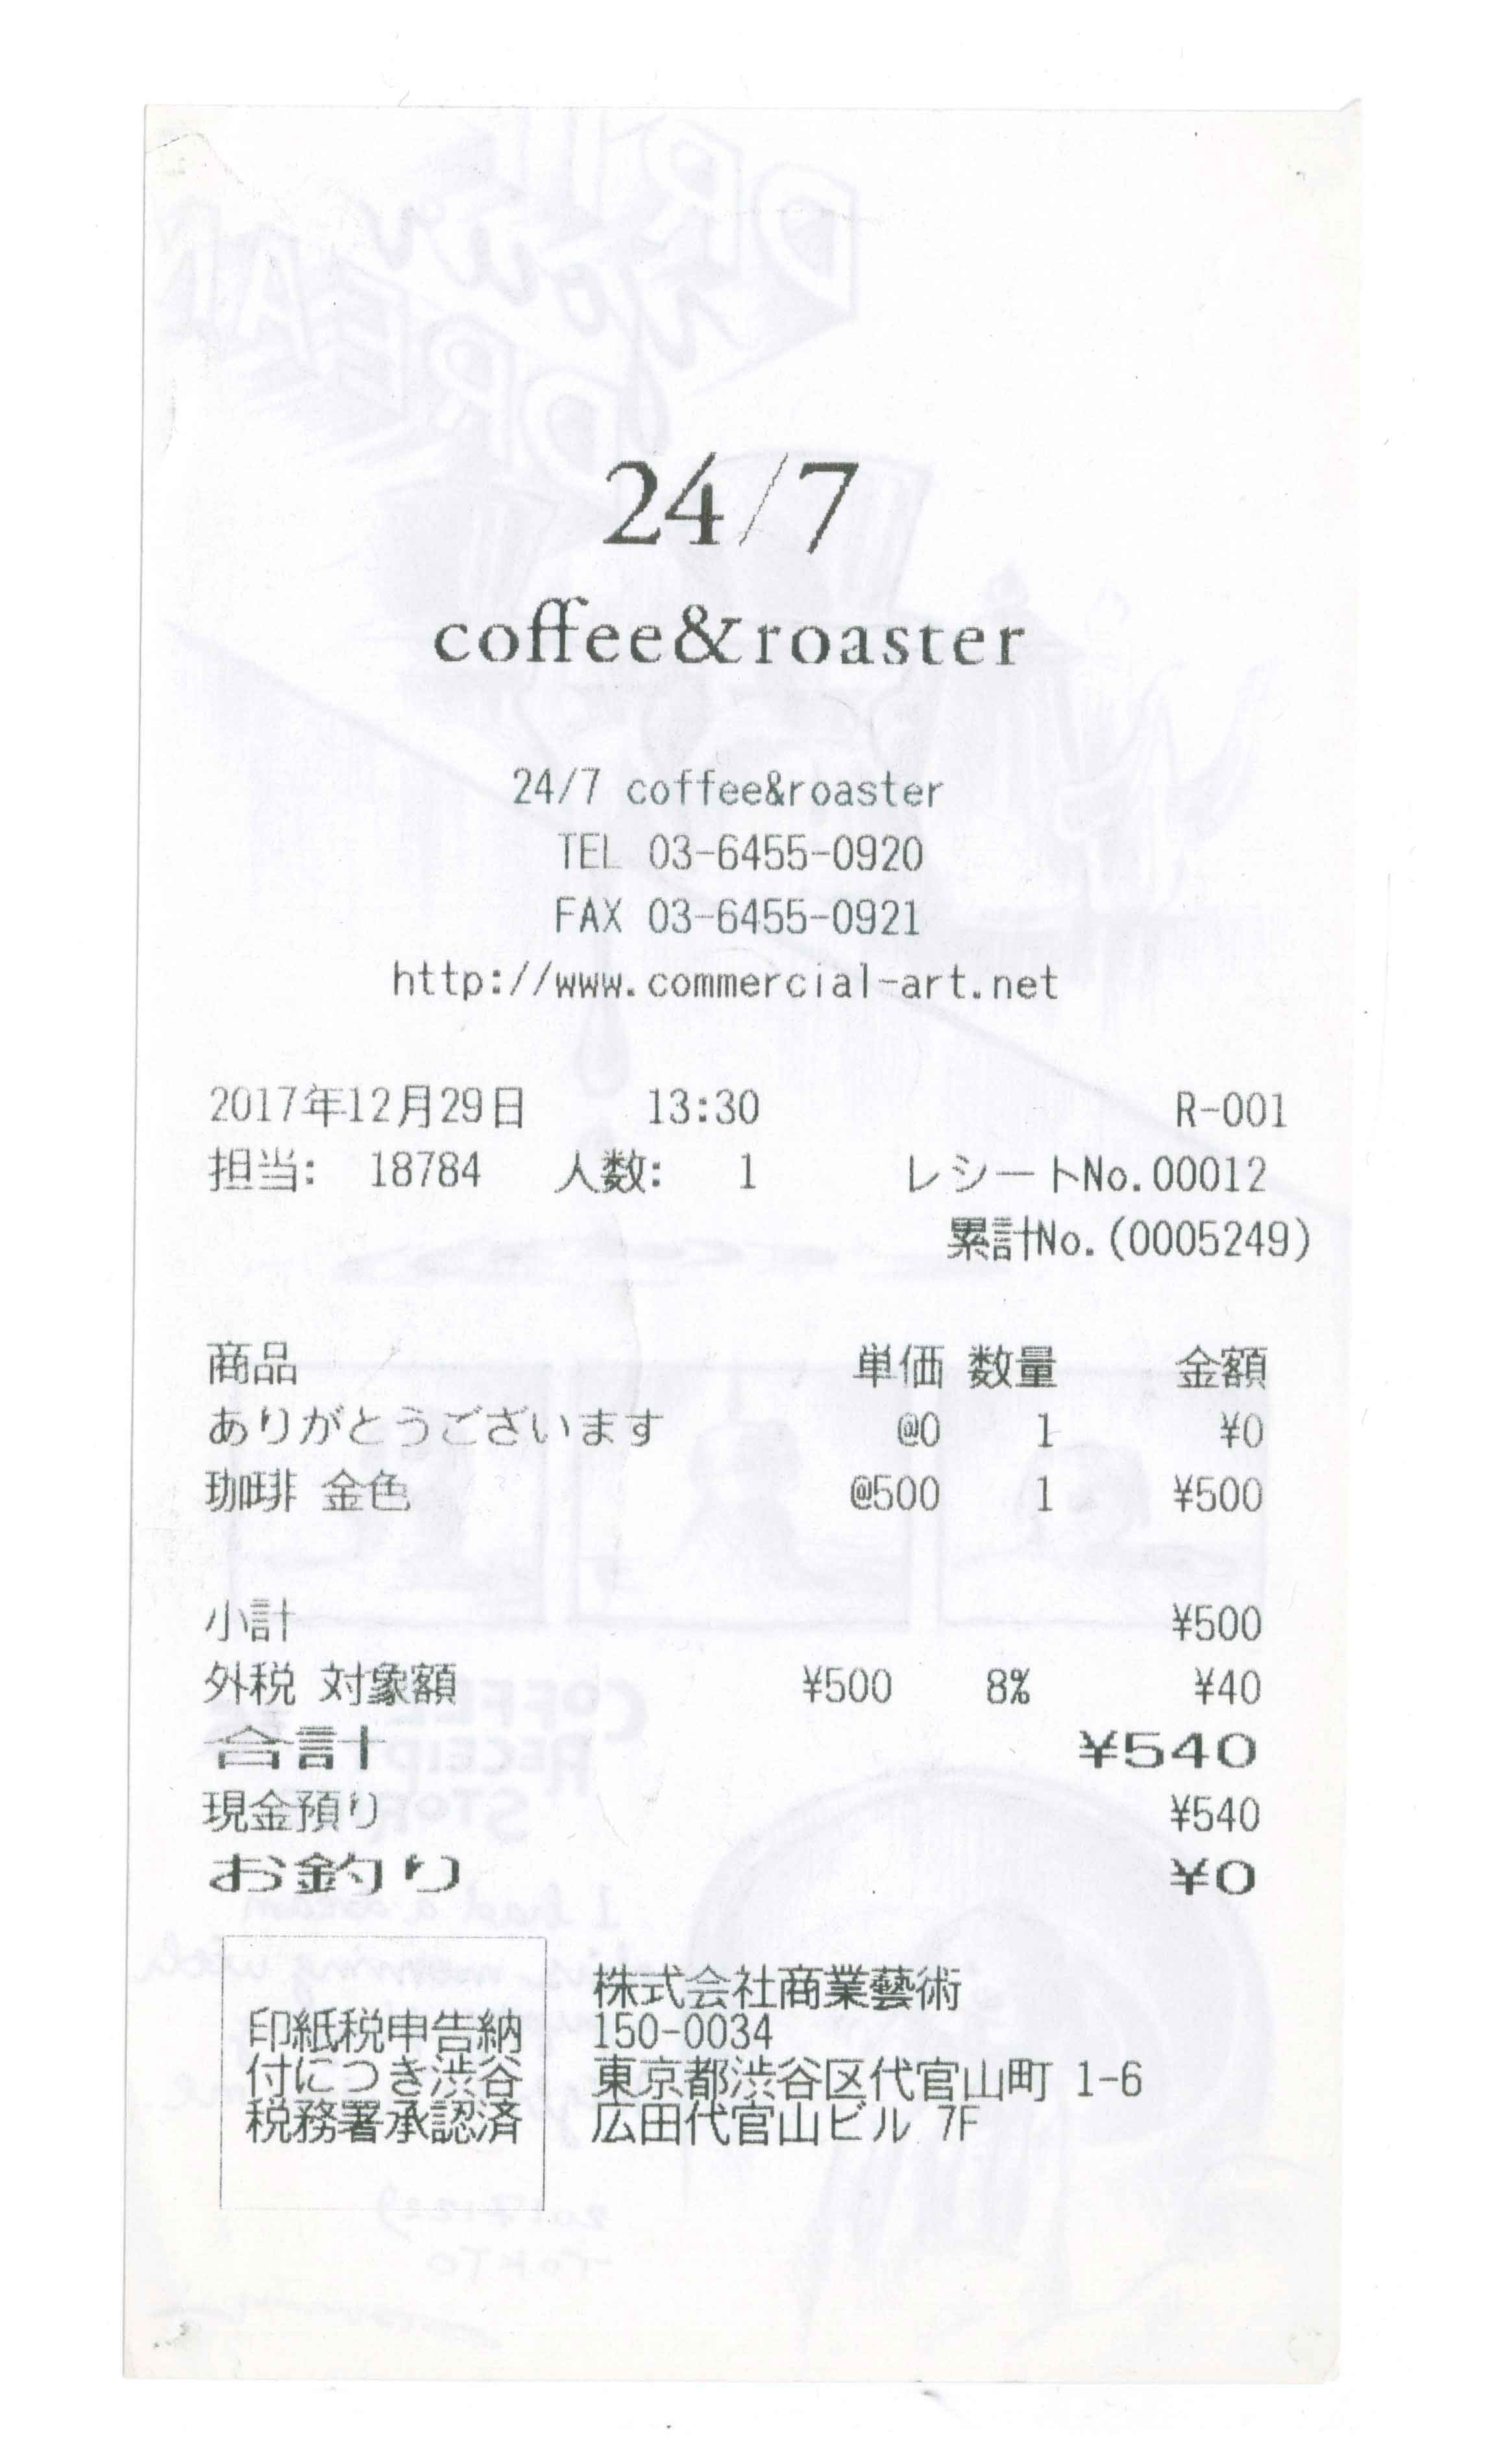 24/7
coffee&roaster
24/7 coffee&roaster
TEL 03-6455-0920
FAX 03-6455-0921
http://www.commercial-art.net
2017年12月29日 13:30 R-001
担当: 18784 人数: 1 レシートNo.00012
累計No.(0005249)
商品 単価 数量 金額
ありがとうございます @0 1 ¥0
珈琲 金色 @500 1 ¥500
小計 ¥500
外税 対象額 ¥500 8% ¥40
合計 ¥540
現金預り ¥540
お釣り ¥0
印紙税申告納
付につき渋谷
税務署承認済
株式会社商業藝術
150-0034
東京都渋谷区代官山町 1-6
広田代官山ビル 7F